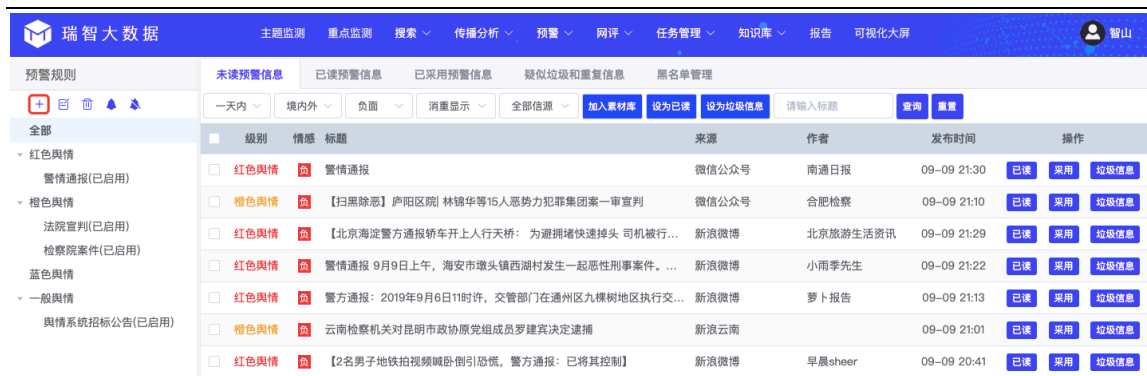 瑞智大数据 主题监测 重点监测 搜索 传播分析 预警 网评 任务管理 知识库 报告 可视化大屏 智山
预警规则 未读预警信息 已读预警信息 已采用预警信息 疑似垃圾和重复信息 黑名单管理
一天内 境内外 负面 消重显示 全部信源 加入素材库 设为已读 设为垃圾信息 请输入标题 查询 重置
全部
红色舆情
警情通报(已启用)
橙色舆情
法院宣判(已启用)
检察院案件(已启用)
蓝色舆情
一般舆情
舆情系统招标公告(已启用)
级别 情感 标题 来源 作者 发布时间 操作
红色舆情 负 警情通报 微信公众号 南通日报 09-09 21:30 已读 采用 垃圾信息
橙色舆情 负 【扫黑除恶】庐阳区院| 林锦华等15人恶势力犯罪集团案一审宣判 微信公众号 合肥检察 09-09 21:10 已读 采用 垃圾信息
红色舆情 负 【北京海淀警方通报轿车开上人行天桥： 为避拥堵快速掉头 司机被行... 新浪微博 北京旅游生活资讯 09-09 21:29 已读 采用 垃圾信息
红色舆情 负 警情通报 9月9日上午，海安市墩头镇西湖村发生一起恶性刑事案件。... 新浪微博 小雨季先生 09-09 21:22 已读 采用 垃圾信息
红色舆情 负 警方通报：2019年9月6日11时许，交管部门在通州区九棵树地区执行交... 新浪微博 萝卜报告 09-09 21:13 已读 采用 垃圾信息
橙色舆情 负 云南检察机关对昆明市政协原党组成员罗建宾决定逮捕 新浪云南 09-09 21:01 已读 采用 垃圾信息
红色舆情 负 【2名男子地铁拍视频喊卧倒引恐慌，警方通报：已将其控制】 新浪微博 早晨sheer 09-09 20:41 已读 采用 垃圾信息